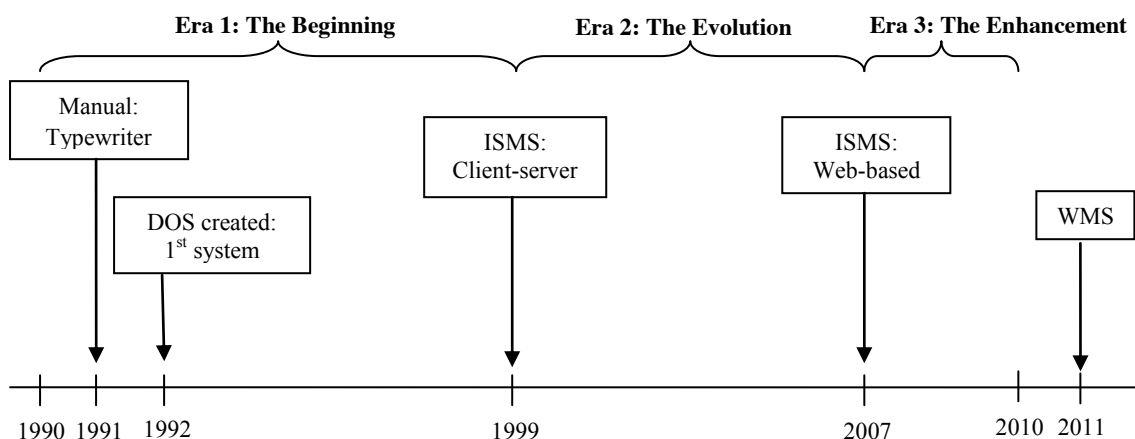 Era 1: The Beginning
Era 2: The Evolution
Era 3: The Enhancement
Manual:
Typewriter
ISMS:
Client-server
ISMS:
Web-based
DOS created:
1st system
WMS
1990 1991 1992 1999 2007 2010 2011